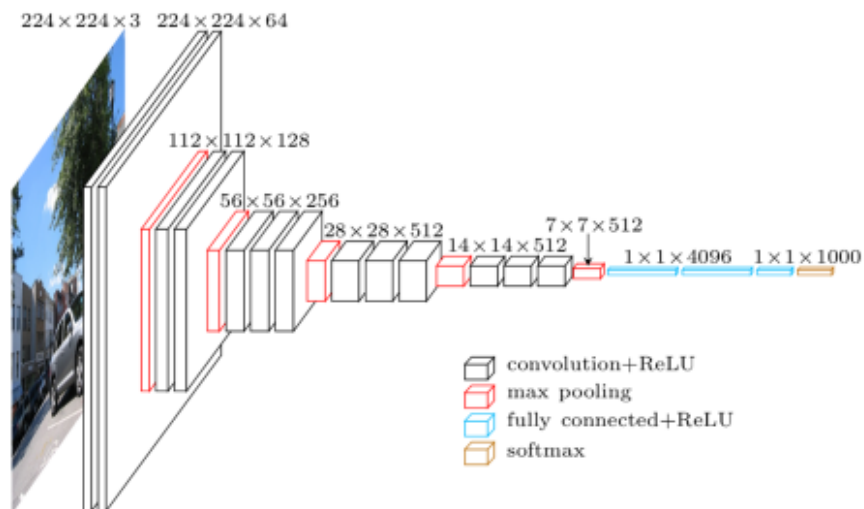 224×224×3
224×224×64
112×112×128
56×56×256
28×28×512
14×14×512
7×7×512
1×1×4096
1×1×1000
convolution+ReLU
max pooling
fully connected+ReLU
softmax